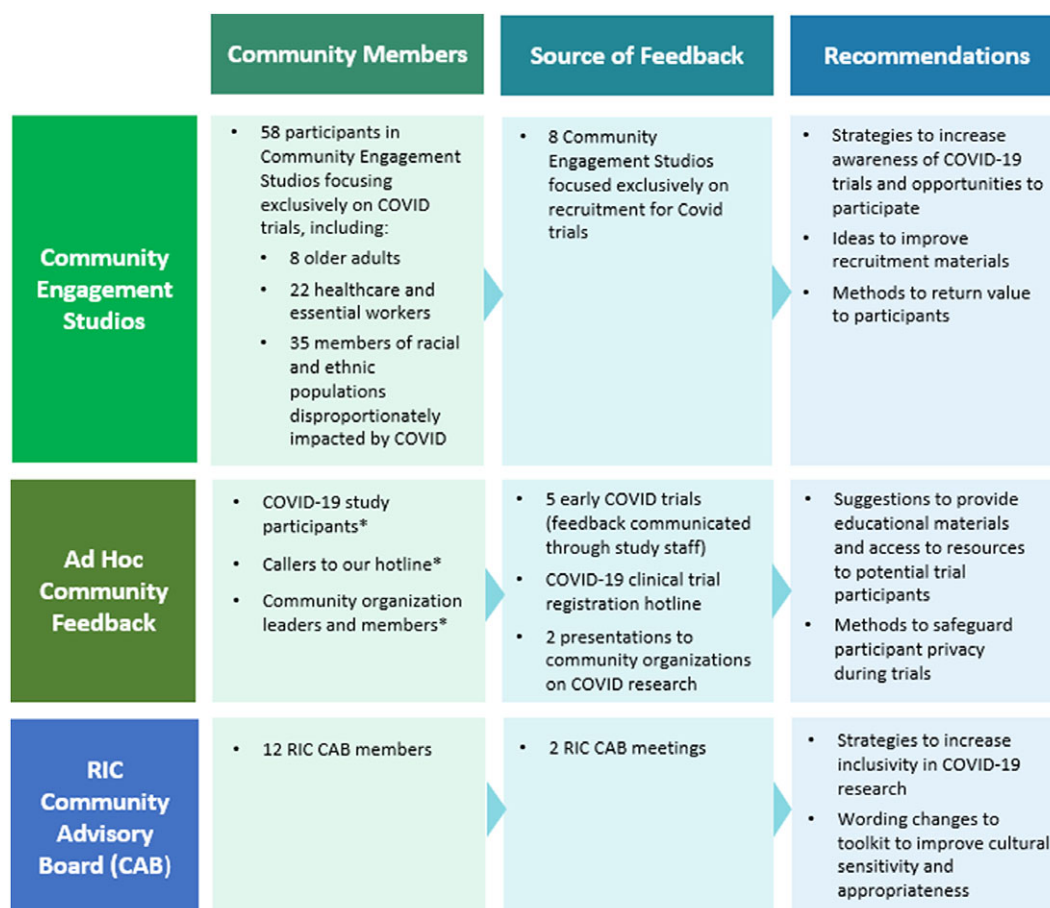 Community Members
Source of Feedback
Recommendations
Community
Engagement
Studios
• 58 participants in
Community Engagement
Studios focusing
exclusively on COVID
trials, including:
• 8 older adults
• 22 healthcare and
essential workers
• 35 members of racial
and ethnic
populations
disproportionately
impacted by COVID
• 8 Community
Engagement Studios
focused exclusively on
recruitment for Covid
trials
• Strategies to increase
awareness of COVID-19
trials and opportunities to
participate
• Ideas to improve
recruitment materials
• Methods to return value
to participants
Ad Hoc
Community
Feedback
• COVID-19 study
participants*
• Callers to our hotline*
• Community organization
leaders and members*
• 5 early COVID trials
(feedback communicated
through study staff)
• COVID-19 clinical trial
registration hotline
• 2 presentations to
community organizations
on COVID research
• Suggestions to provide
educational materials
and access to resources
to potential trial
participants
• Methods to safeguard
participant privacy
during trials
RIC
Community
Advisory
Board (CAB)
• 12 RIC CAB members
• 2 RIC CAB meetings
• Strategies to increase
inclusivity in COVID-19
research
• Wording changes to
toolkit to improve cultural
sensitivity and
appropriateness